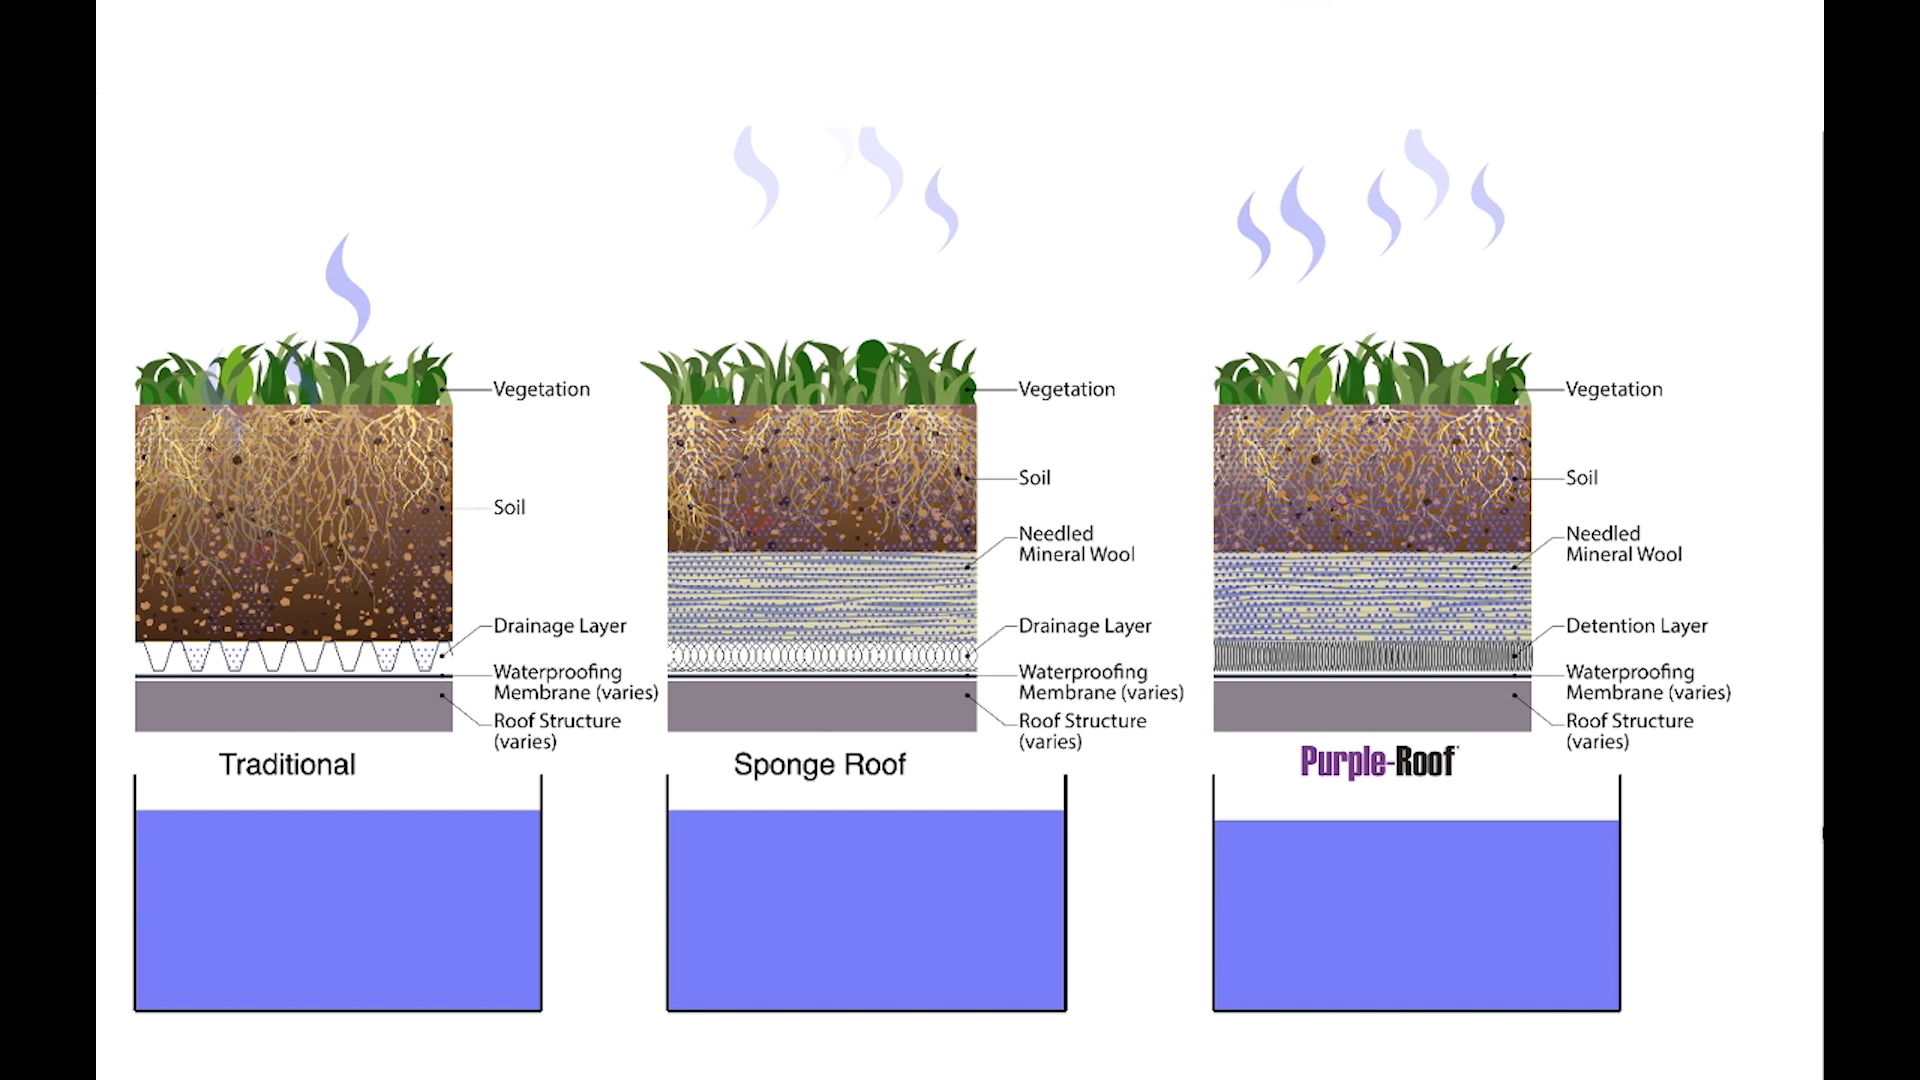 Vegetation
Soil
Drainage Layer
Waterproofing
Membrane (varies)
Roof Structure
(varies)
Traditional
Vegetation
Soil
Needled
Mineral Wool
Drainage Layer
Waterproofing
Membrane (varies)
Roof Structure
(varies)
Sponge Roof
Vegetation
Soil
Needled
Mineral Wool
Detention Layer
Waterproofing
Membrane (varies)
Roof Structure
(varies)
Purple-Roof